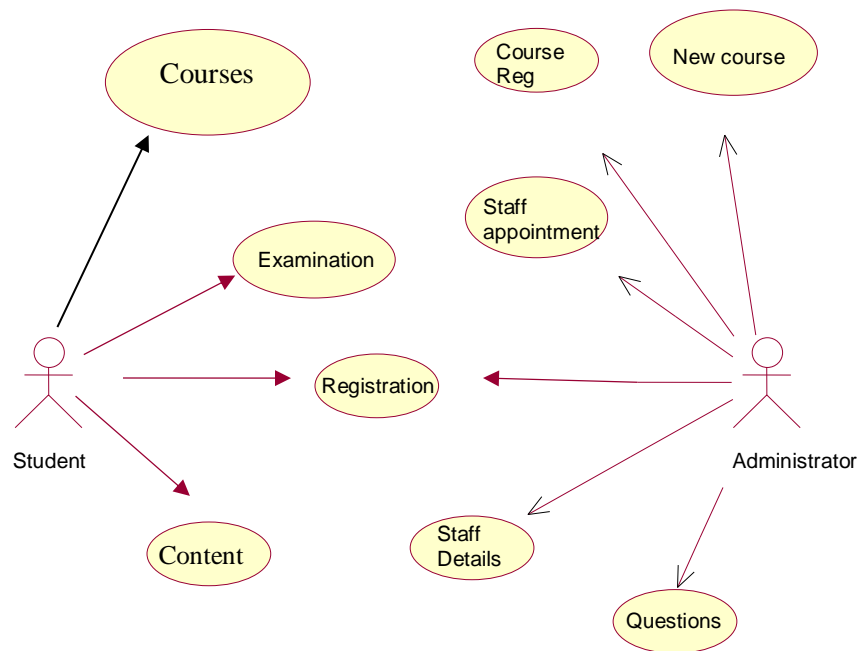 Courses
Course
Reg
New course
Staff
appointment
Examination
Registration
Student
Administrator
Content
Staff
Details
Questions